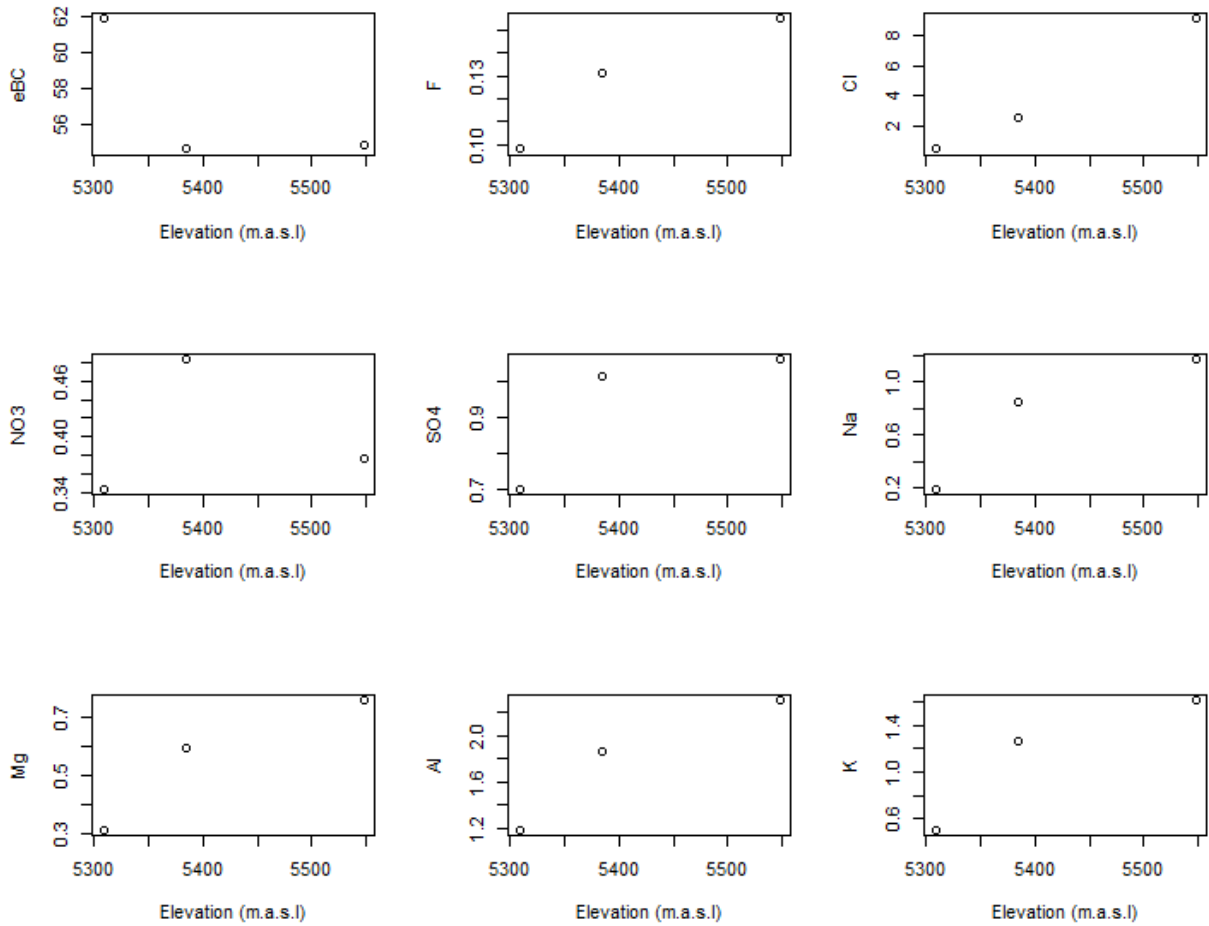 eBC
56 58 60 62
5300 5400 5500
Elevation (m.a.s.l)
F
0.10 0.13
5300 5400 5500
Elevation (m.a.s.l)
Cl
2 4 6 8
5300 5400 5500
Elevation (m.a.s.l)
NO3
0.34 0.40 0.46
5300 5400 5500
Elevation (m.a.s.l)
SO4
0.7 0.9
5300 5400 5500
Elevation (m.a.s.l)
Na
0.2 0.6 1.0
5300 5400 5500
Elevation (m.a.s.l)
Mg
0.3 0.5 0.7
5300 5400 5500
Elevation (m.a.s.l)
Al
1.2 1.6 2.0
5300 5400 5500
Elevation (m.a.s.l)
K
0.6 1.0 1.4
5300 5400 5500
Elevation (m.a.s.l)